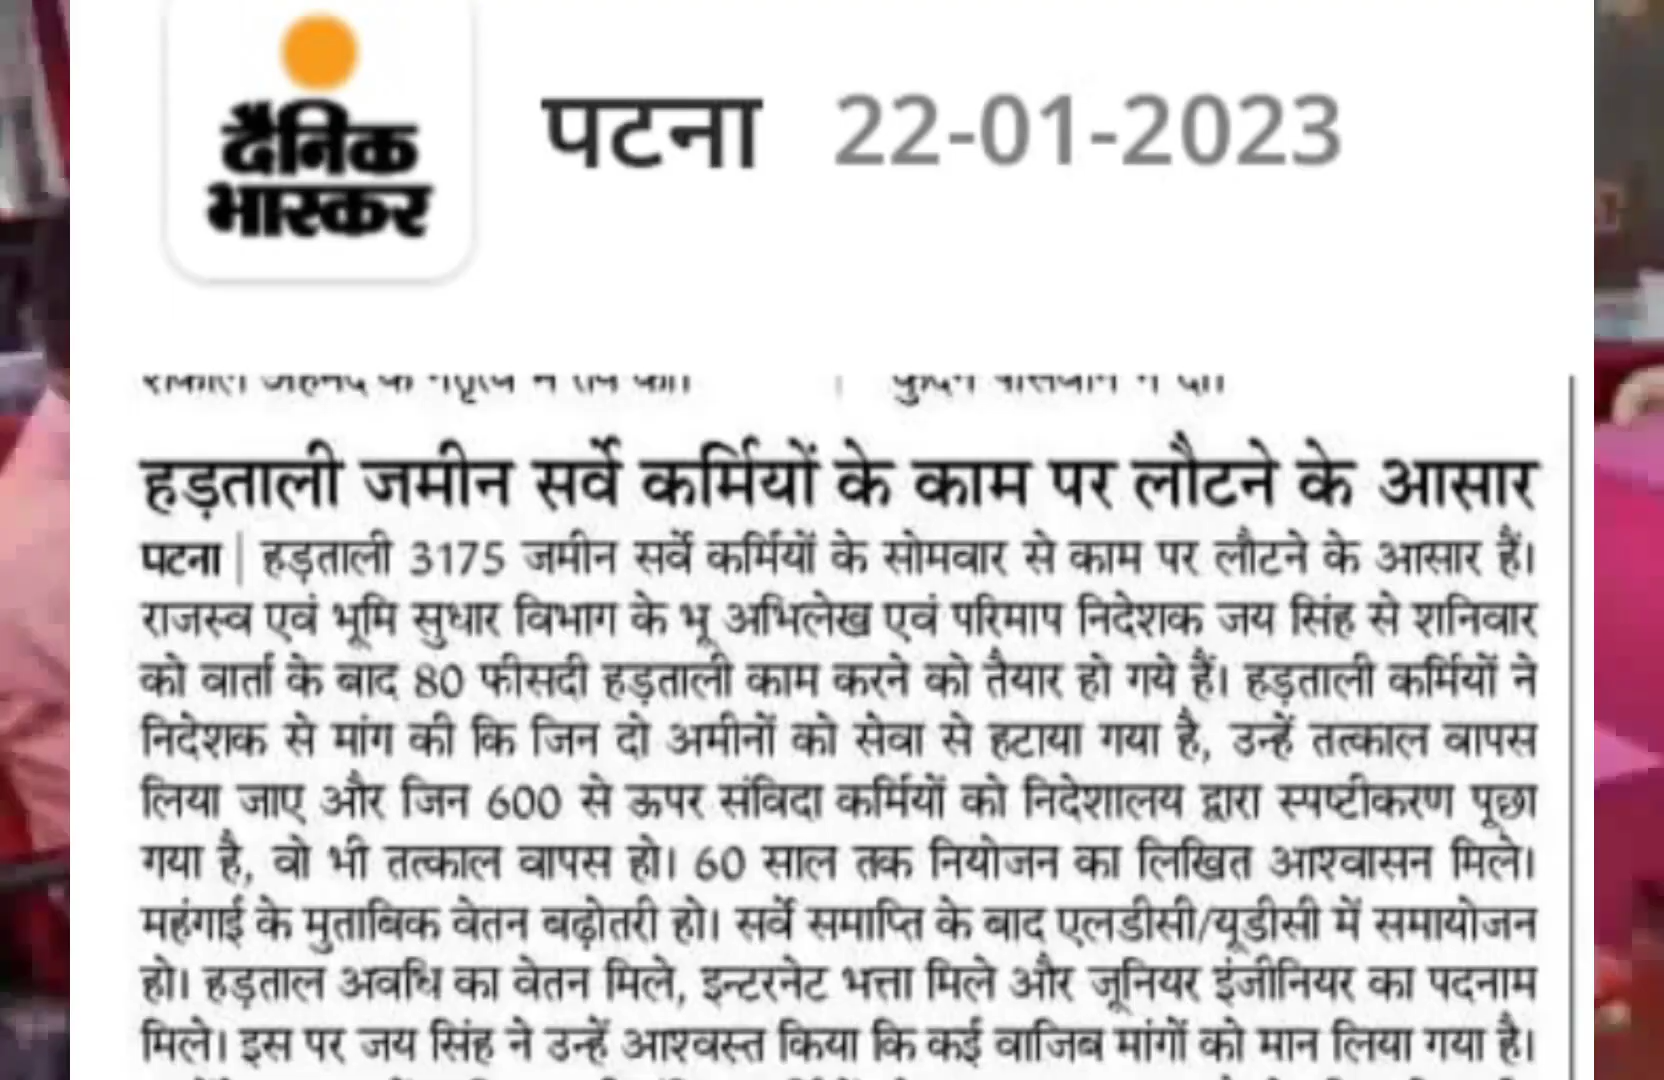 दैनिक
भास्कर
पटना 22-01-2023
हड़ताली जमीन सर्वे कर्मियों के काम पर लौटने के आसार
पटना | हड़ताली 3175 जमीन सर्वे कर्मियों के सोमवार से काम पर लौटने के आसार हैं।
राजस्व एवं भूमि सुधार विभाग के भू अभिलेख एवं परिमाप निदेशक जय सिंह से शनिवार
को वार्ता के बाद 80 फीसदी हड़ताली काम करने को तैयार हो गये हैं। हड़ताली कर्मियों ने
निदेशक से मांग की कि जिन दो अमीनों को सेवा से हटाया गया है, उन्हें तत्काल वापस
लिया जाए और जिन 600 से ऊपर संविदा कर्मियों को निदेशालय द्वारा स्पष्टीकरण पूछा
गया है, वो भी तत्काल वापस हो। 60 साल तक नियोजन का लिखित आश्वासन मिले।
महंगाई के मुताबिक वेतन बढ़ोतरी हो। सर्वे समाप्ति के बाद एलडीसी/यूडीसी में समायोजन
हो। हड़ताल अवधि का वेतन मिले, इन्टरनेट भत्ता मिले और जूनियर इंजीनियर का पदनाम
मिले। इस पर जय सिंह ने उन्हें आश्वस्त किया कि कई वाजिब मांगों को मान लिया गया है।